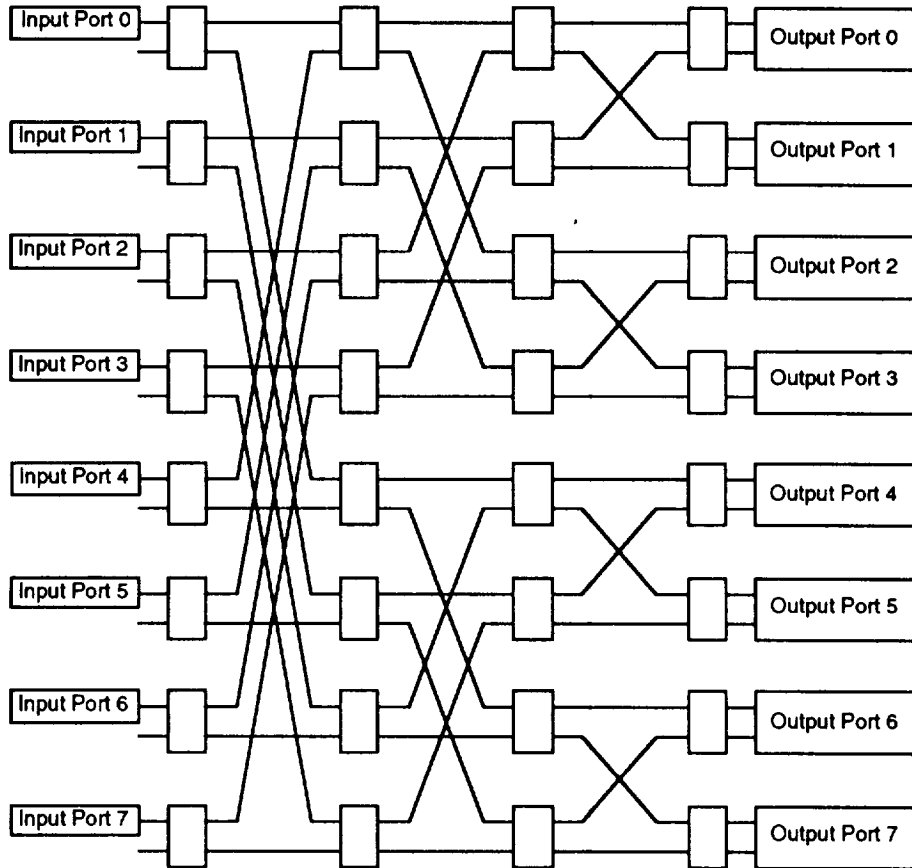 Input Port 0
Output Port 0
Input Port 1
Output Port 1
Input Port 2
Output Port 2
Input Port 3
Output Port 3
Input Port 4
Output Port 4
Input Port 5
Output Port 5
Input Port 6
Output Port 6
Input Port 7
Output Port 7